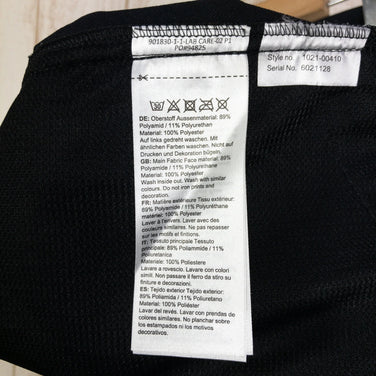 901830-1-1-LAB CARE-02 P1
PO#94825
Style no. : 1021-00410
Serial No. 6021128
DE: Oberstoff Aussenmaterial: 89%
Polyamid / 11% Polyurethan
Material: 100% Polyester
Auf links gedreht waschen. Mit
ähnlichen Farben waschen. Nicht auf
Drucken und Dekoration bügeln.
GB: Main Fabric Face material: 89%
Polyamide / 11% Polyurethane
Material: 100% Polyester
Wash inside out. Wash with similar
colours. Do not iron prints and
decoration.
FR: Matière extérieure Tissu extérieur:
89% Polyamide / 11% Polyuréthane
matière: 100% Polyester
Laver à l'envers. Laver avec des
couleurs similaires. Ne pas repasser
sur les motifs et finitions.
IT: Tessuto principale Tessuto
esterno: 89% Poliammide / 11%
Poliuretanica
Materiale: 100% Poliestere
Lavare a rovescio. Lavare con colori
simili. Non passare il ferro da stiro su
stampe e decorazioni.
ES: Tejido exterior Tejido exterior:
89% Poliamida / 11% Poliuretano
Material: 100% Poliester
Lavar del revés. Lavar con prendas de
colores similares. No planchar sobre
los estampados ni los motivos
decorativos.